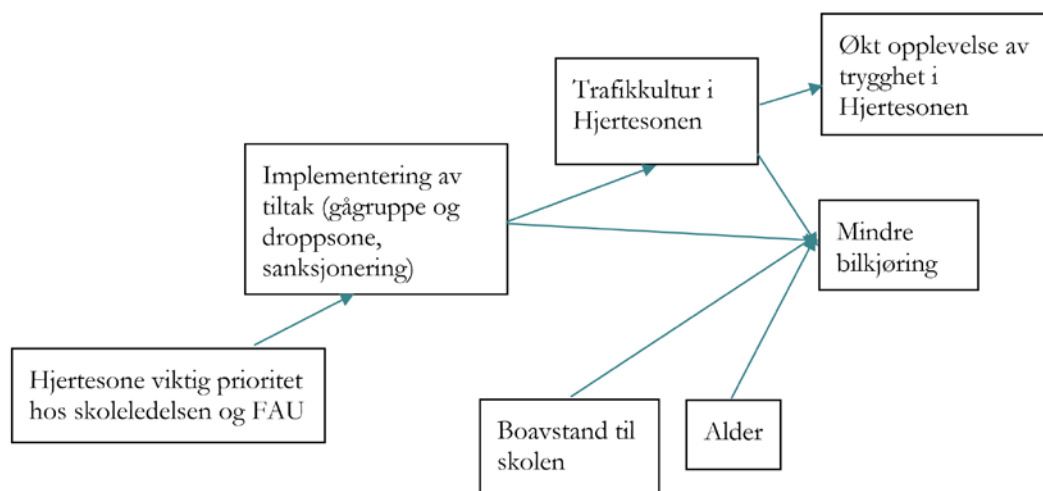 Økt opplevelse av
trygghet i
Hjertesonen
Trafikkultur i
Hjertesonen
Implementering av
tiltak (gågruppe og
droppsone,
sanksjonering)
Mindre
bilkjøring
Hjertesone viktig prioritet
hos skoleledelsen og FAU
Boavstand til
skolen
Alder